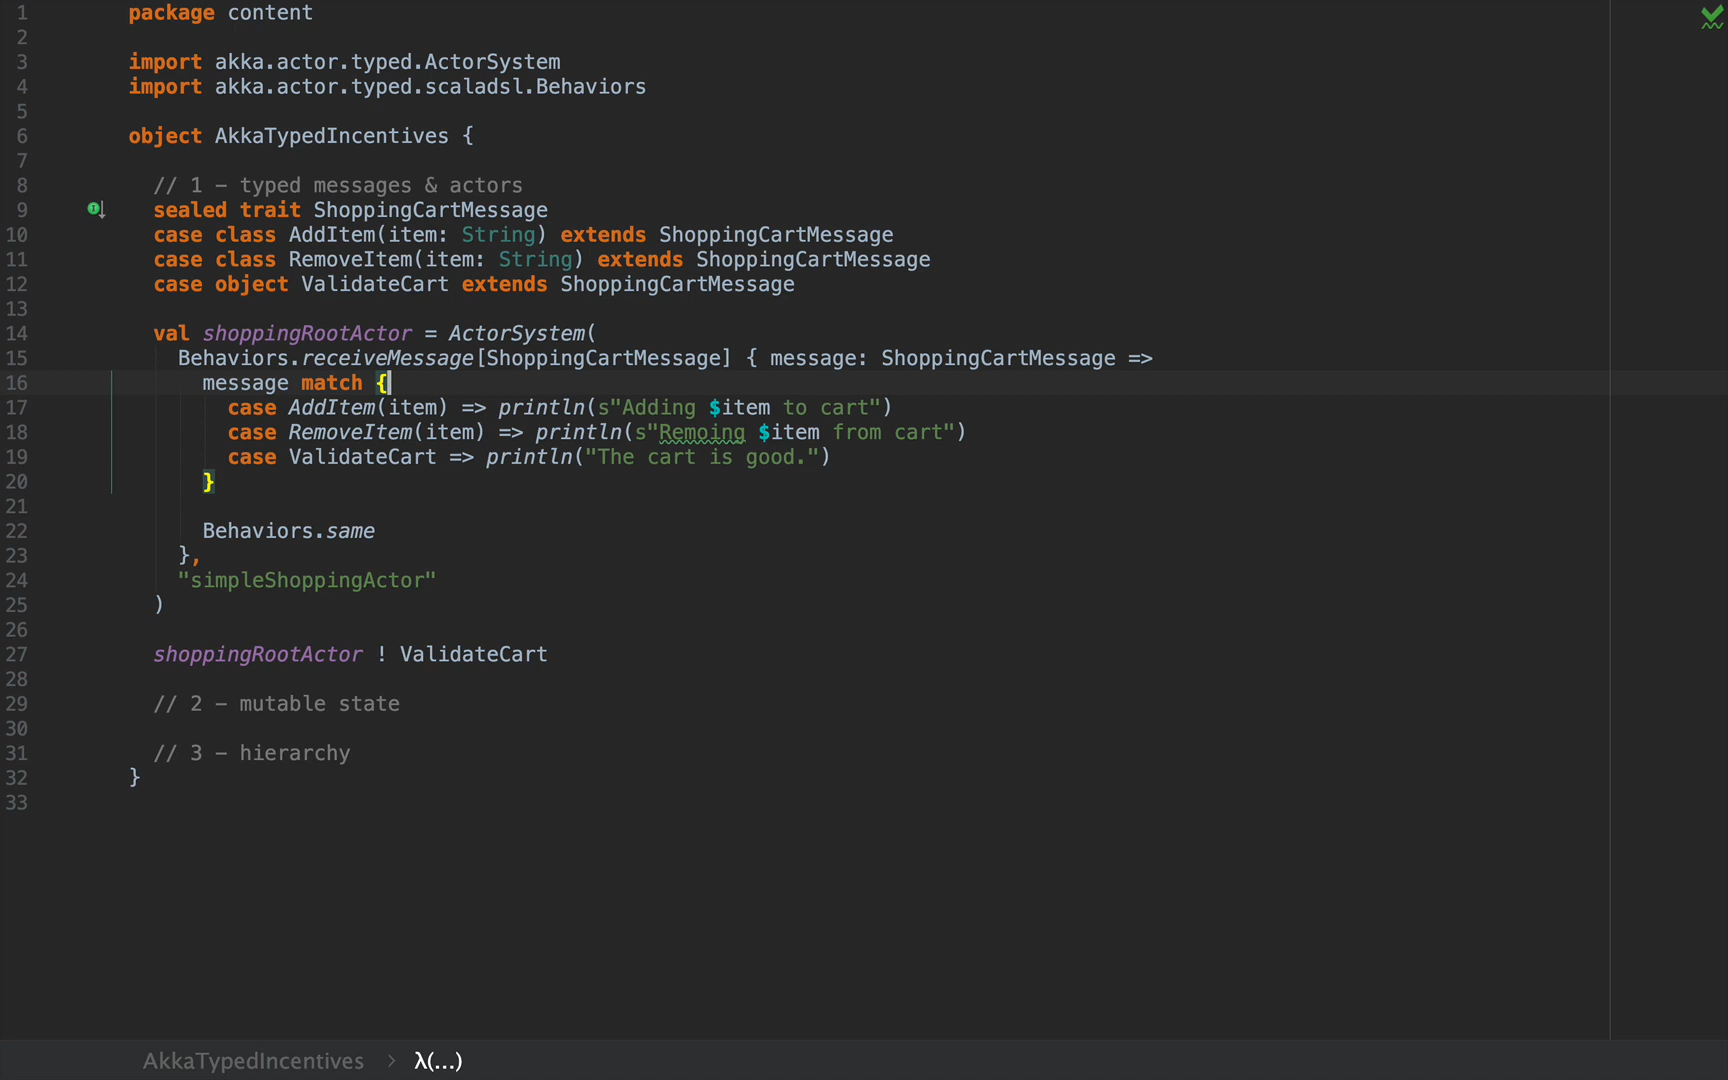 1 package content
2
3 import akka.actor.typed.ActorSystem
4 import akka.actor.typed.scaladsl.Behaviors
5
6 object AkkaTypedIncentives {
7
8   // 1 - typed messages & actors
9   sealed trait ShoppingCartMessage
10   case class AddItem(item: String) extends ShoppingCartMessage
11   case class RemoveItem(item: String) extends ShoppingCartMessage
12   case object ValidateCart extends ShoppingCartMessage
13
14   val shoppingRootActor = ActorSystem(
15     Behaviors.receiveMessage[ShoppingCartMessage] { message: ShoppingCartMessage =>
16       message match {
17         case AddItem(item) => println(s"Adding $item to cart")
18         case RemoveItem(item) => println(s"Remoing $item from cart")
19         case ValidateCart => println("The cart is good.")
20       }
21
22       Behaviors.same
23     },
24     "simpleShoppingActor"
25   )
26
27   shoppingRootActor ! ValidateCart
28
29   // 2 - mutable state
30
31   // 3 - hierarchy
32 }
33
AkkaTypedIncentives > λ(...)